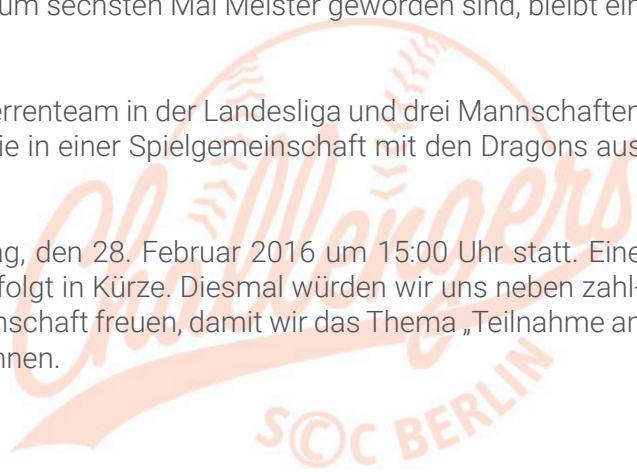 um sechsten Mal Meister geworden sind, bleibt ein
errenteam in der Landesliga und drei Mannschaften
ie in einer Spielgemeinschaft mit den Dragons aus
ag, den 28. Februar 2016 um 15:00 Uhr statt. Eine
folgt in Kürze. Diesmal würden wir uns neben zahl-
nschaft freuen, damit wir das Thema „Teilnahme an
nnen.
Challengers
SCC BERLIN